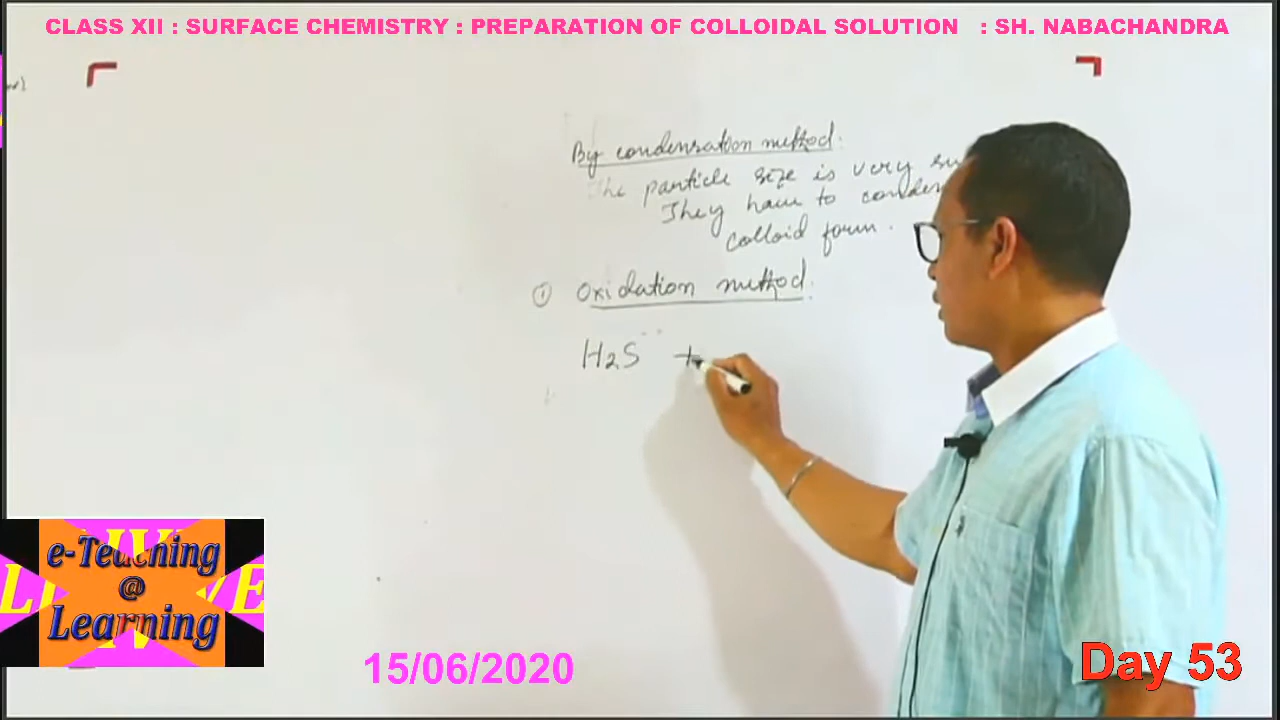 CLASS XII : SURFACE CHEMISTRY : PREPARATION OF COLLOIDAL SOLUTION : SH. NABACHANDRA
By condensation method.
The particle size is very
They have to
colloid form.
① Oxidation method.
H2S +
e-Teaching
@
Learning
15/06/2020
Day 53